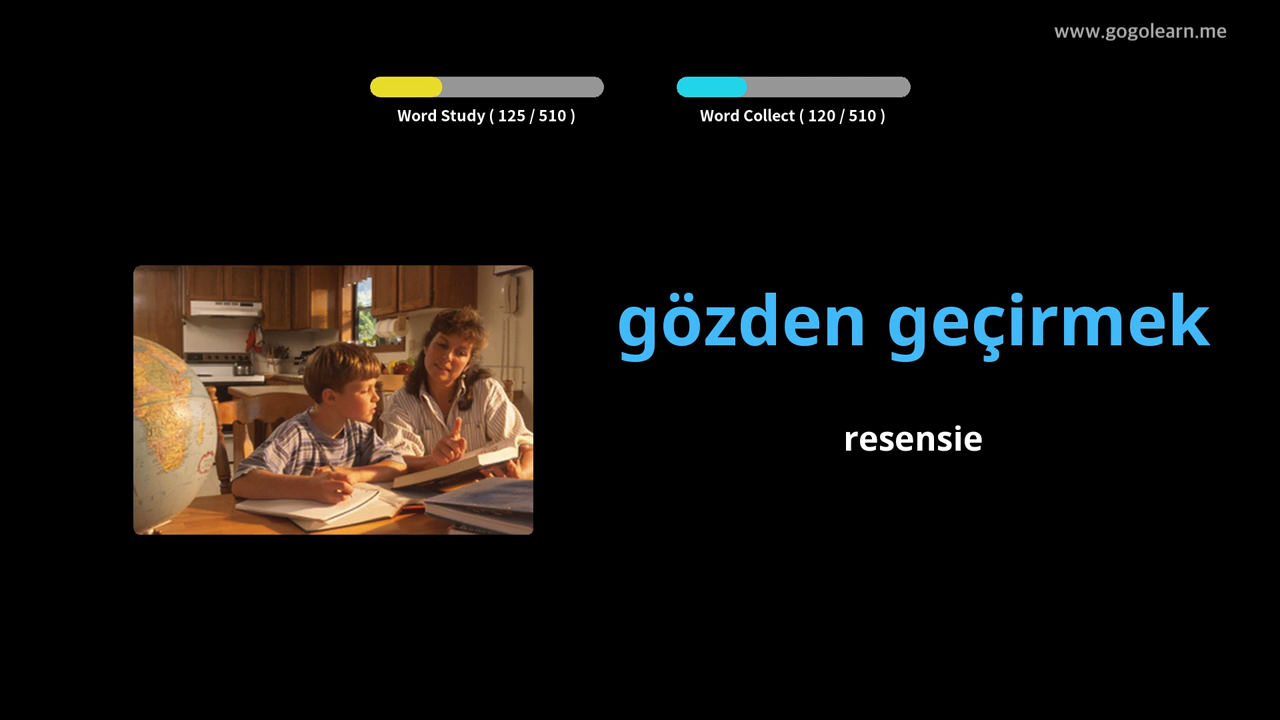 www.gogolearn.me
Word Study ( 125 / 510 )
Word Collect ( 120 / 510 )
gözden geçirmek
resensie